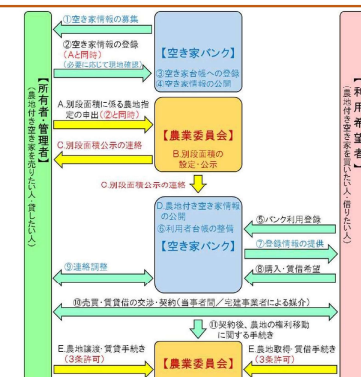 ①空き家情報の募集
②空き家情報の登録
(Aと同時)
(必要に応じて現地確認)
【空き家バンク】
③空き家台帳への登録
④空き家情報の公開
【所有者・管理者】
(農地付き空き家を売りたい人・貸したい人)
【利用希望者】
(農地付き空き家を買いたい人・借りたい人)
A.別段面積に係る農地指
定の申出(②と同時)
C.別段面積公示の連絡
【農業委員会】
B.別段面積の
設定・公示
C.別段面積公示の連絡
D.農地付き空き家情報
の公開
⑥利用者台帳の整備
【空き家バンク】
⑤バンク利用登録
⑦登録情報の提供
⑧購入・賃借希望
⑨連絡調整
⑩売買・賃貸借の交渉・契約(当事者間/宅建事業者による媒介)
⑪契約後、農地の権利移動
に関する手続き
E.農地譲渡・賃貸手続き
(3条許可)
【農業委員会】
E.農地取得・賃借手続き
(3条許可)